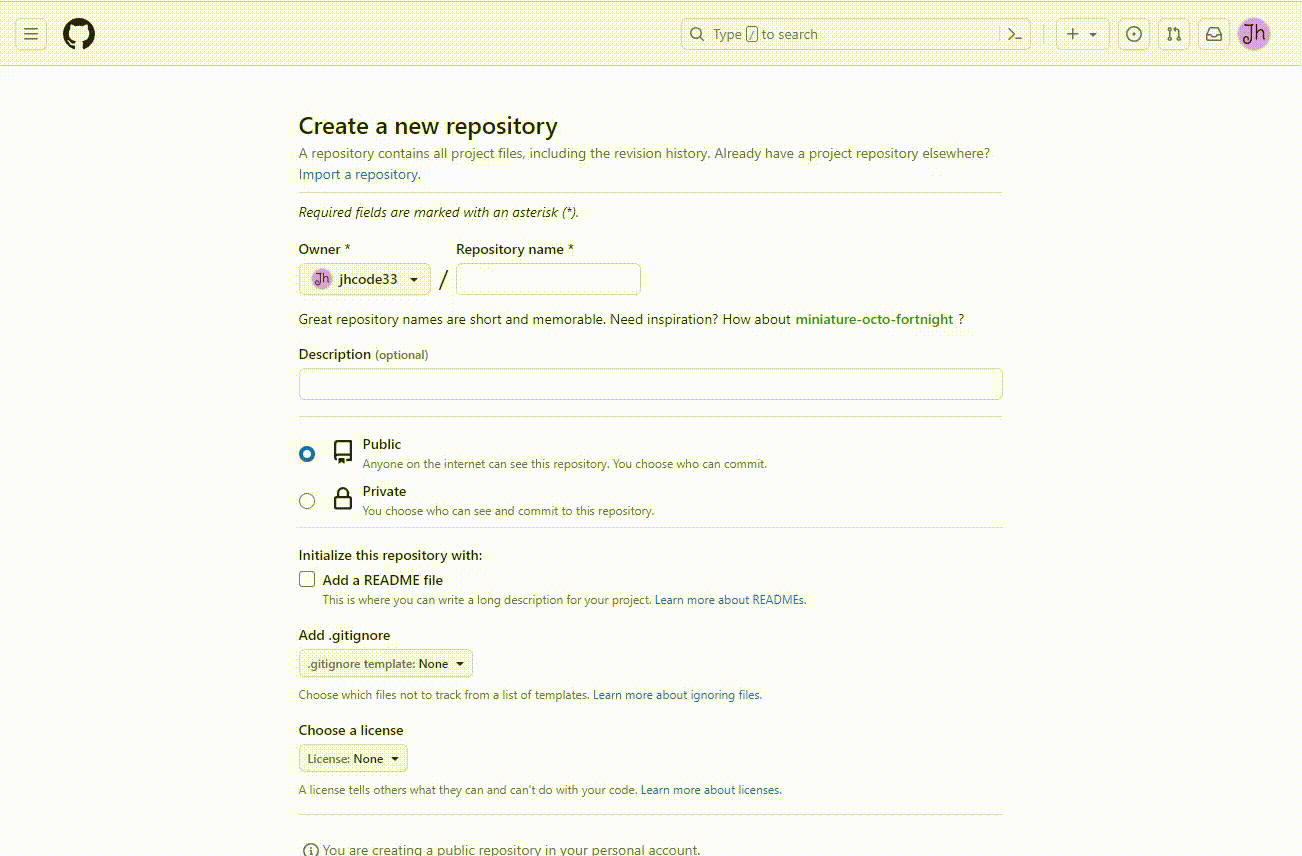 Type / to search
Jh
Create a new repository
A repository contains all project files, including the revision history. Already have a project repository elsewhere?
Import a repository.
Required fields are marked with an asterisk (*).
Owner * Repository name *
Jh jhcode33 /
Great repository names are short and memorable. Need inspiration? How about miniature-octo-fortnight ?
Description (optional)
Public
Anyone on the internet can see this repository. You choose who can commit.
Private
You choose who can see and commit to this repository.
Initialize this repository with:
Add a README file
This is where you can write a long description for your project. Learn more about READMEs.
Add .gitignore
.gitignore template: None
Choose which files not to track from a list of templates. Learn more about ignoring files.
Choose a license
License: None
A license tells others what they can and can't do with your code. Learn more about licenses.
You are creating a public repository in your personal account.